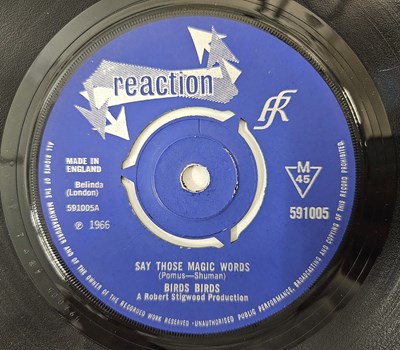 reaction
MADE IN
ENGLAND
Belinda
(London)
591005A
℗ 1966
M
45
591005
SAY THOSE MAGIC WORDS
(Pomus—Shuman)
BIRDS BIRDS
A Robert Stigwood Production
ALL RIGHTS OF THE MANUFACTURER AND OF THE OWNER OF THE RECORDED WORK RESERVED · UNAUTHORISED PUBLIC PERFORMANCE, BROADCASTING AND COPYING OF THIS RECORD PROHIBITED.